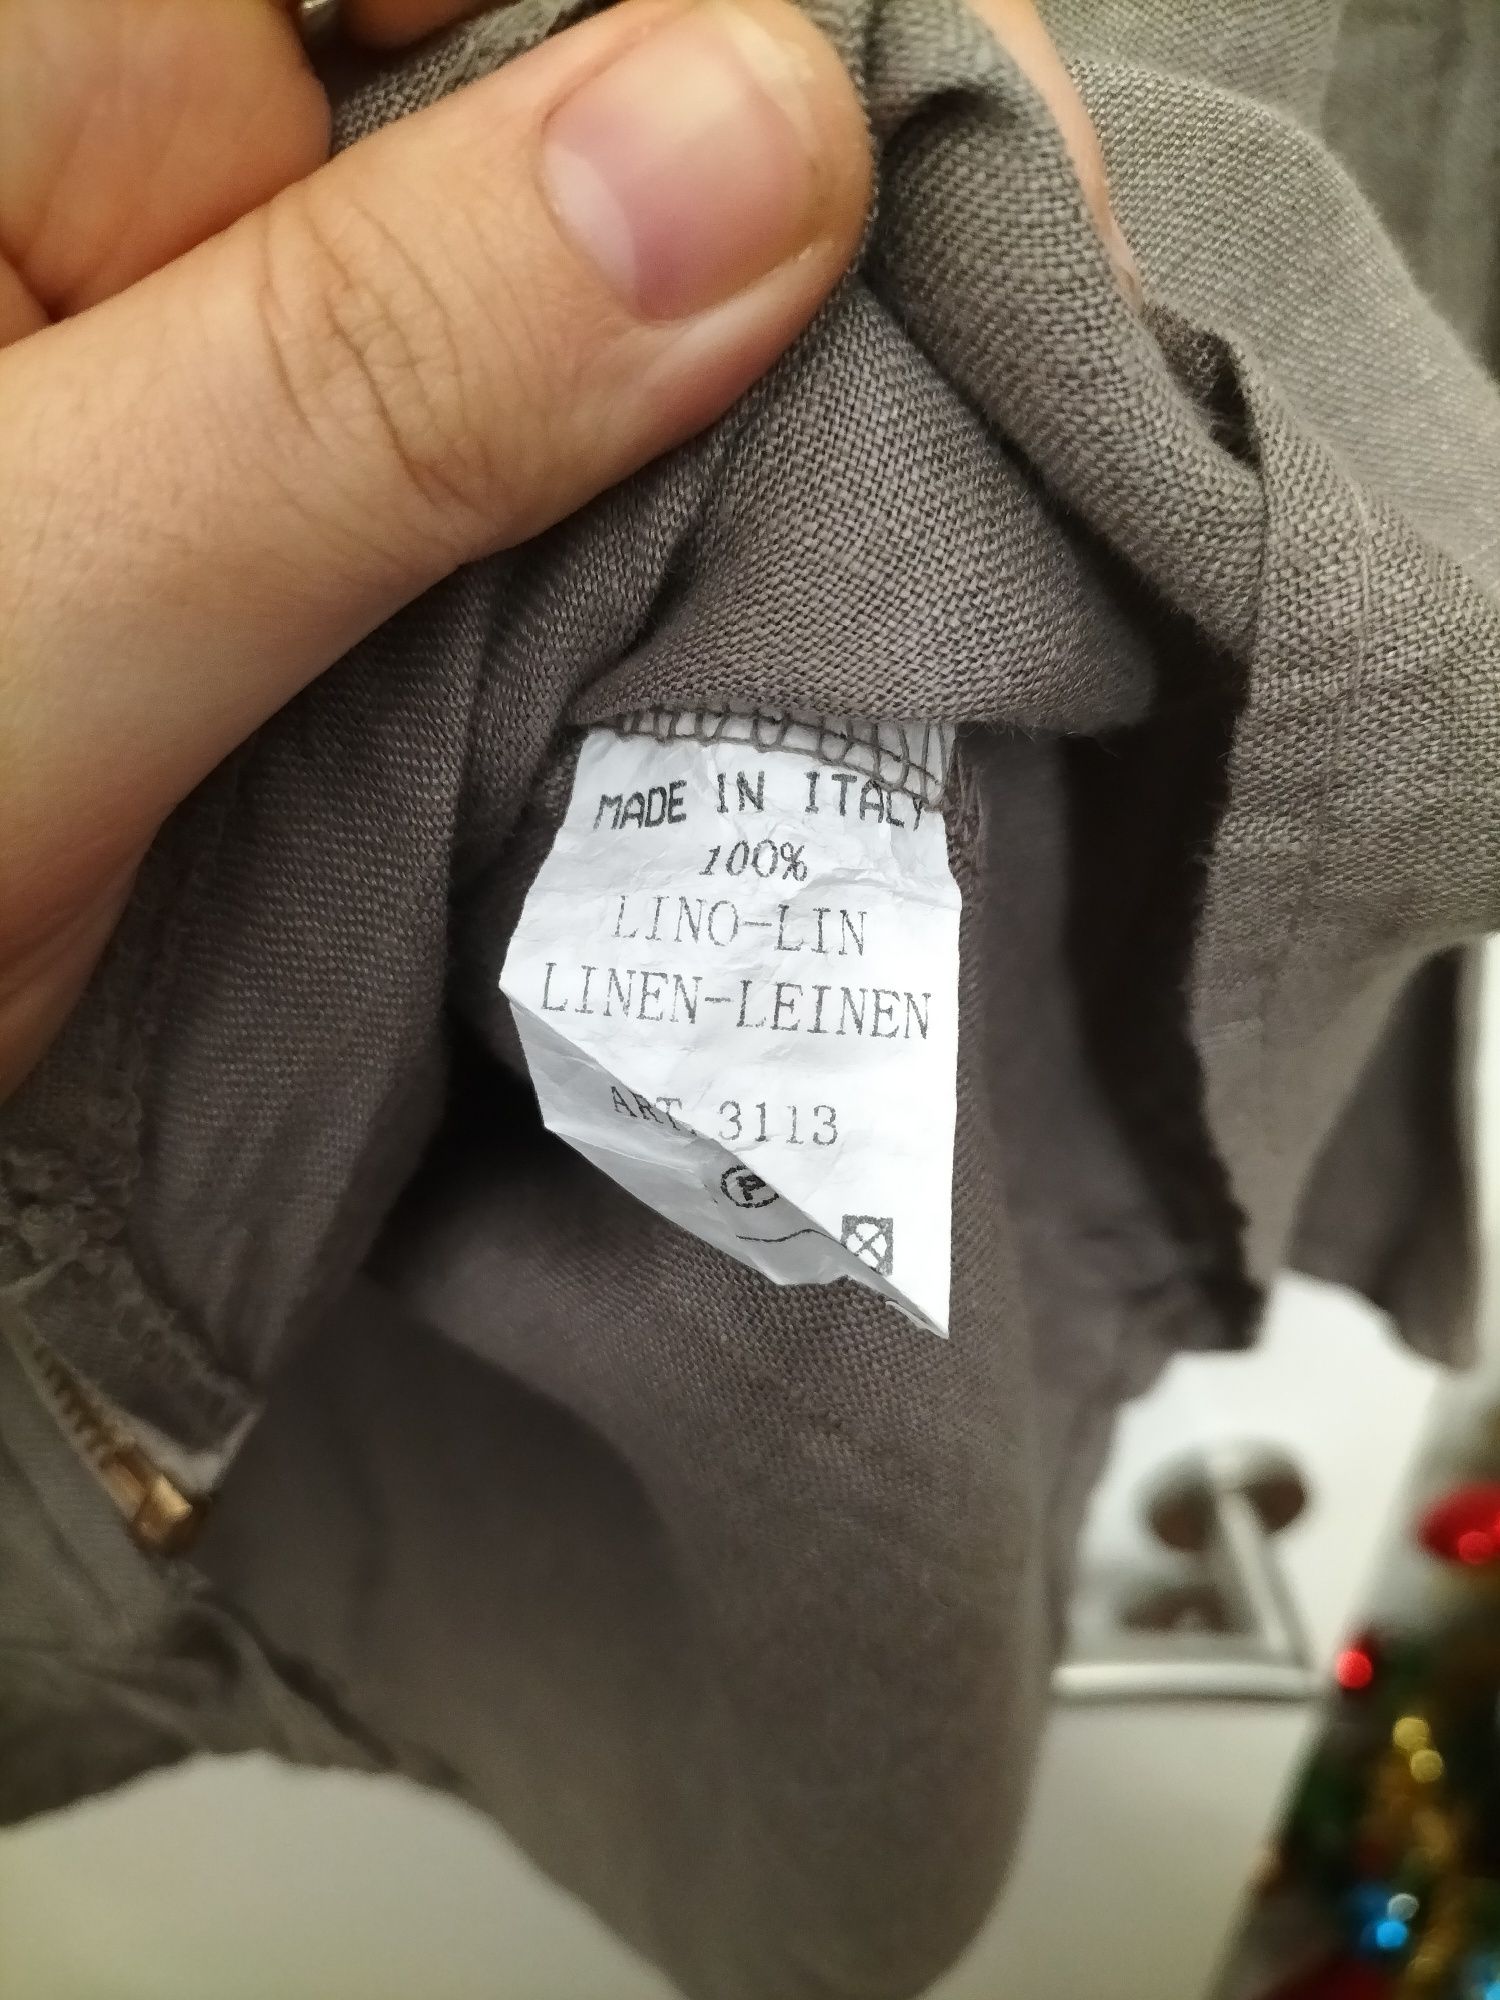 MADE IN ITALY
100%
LINO-LIN
LINEN-LEINEN
ART. 3113
P